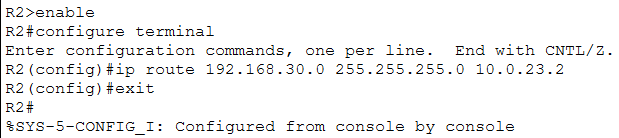 R2>enable
R2#configure terminal
Enter configuration commands, one per line.  End with CNTL/Z.
R2(config)#ip route 192.168.30.0 255.255.255.0 10.0.23.2
R2(config)#exit
R2#
%SYS-5-CONFIG_I: Configured from console by console